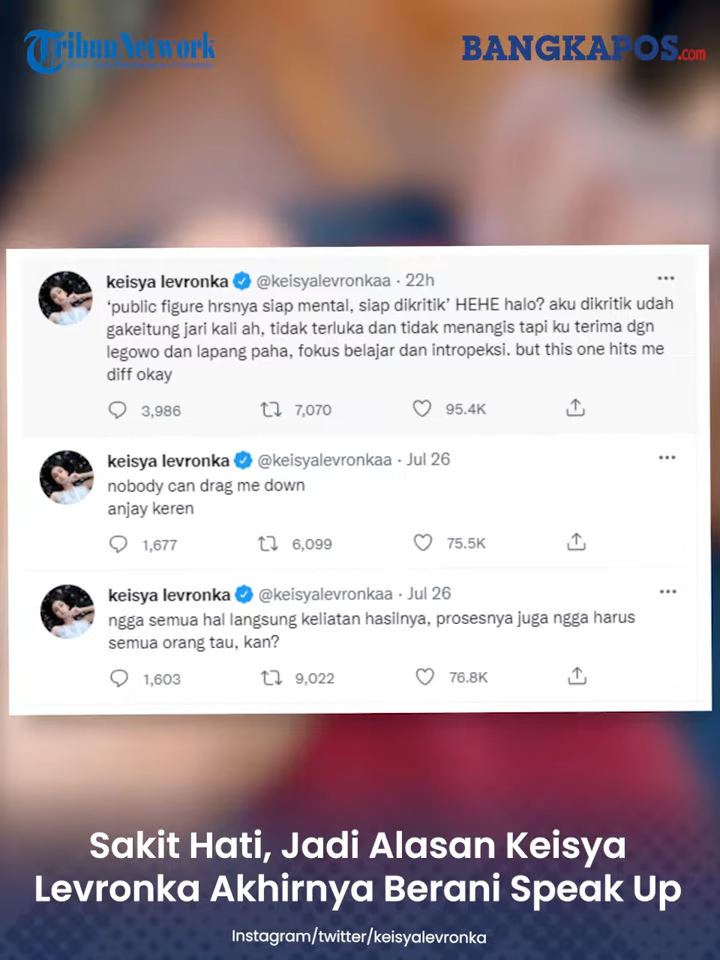 Tribun Network
BANGKAPOS.com
keisya levronka @keisyalevronkaa · 22h
‘public figure hrsnya siap mental, siap dikritik’ HEHE halo? aku dikritik udah
gakeitung jari kali ah, tidak terluka dan tidak menangis tapi ku terima dgn
legowo dan lapang paha, fokus belajar dan intropeksi. but this one hits me
diff okay
3,986 7,070 95.4K
keisya levronka @keisyalevronkaa · Jul 26
nobody can drag me down
anjay keren
1,677 6,099 75.5K
keisya levronka @keisyalevronkaa · Jul 26
ngga semua hal langsung keliatan hasilnya, prosesnya juga ngga harus
semua orang tau, kan?
1,603 9,022 76.8K
Sakit Hati, Jadi Alasan Keisya
Levronka Akhirnya Berani Speak Up
Instagram/twitter/keisyalevronka